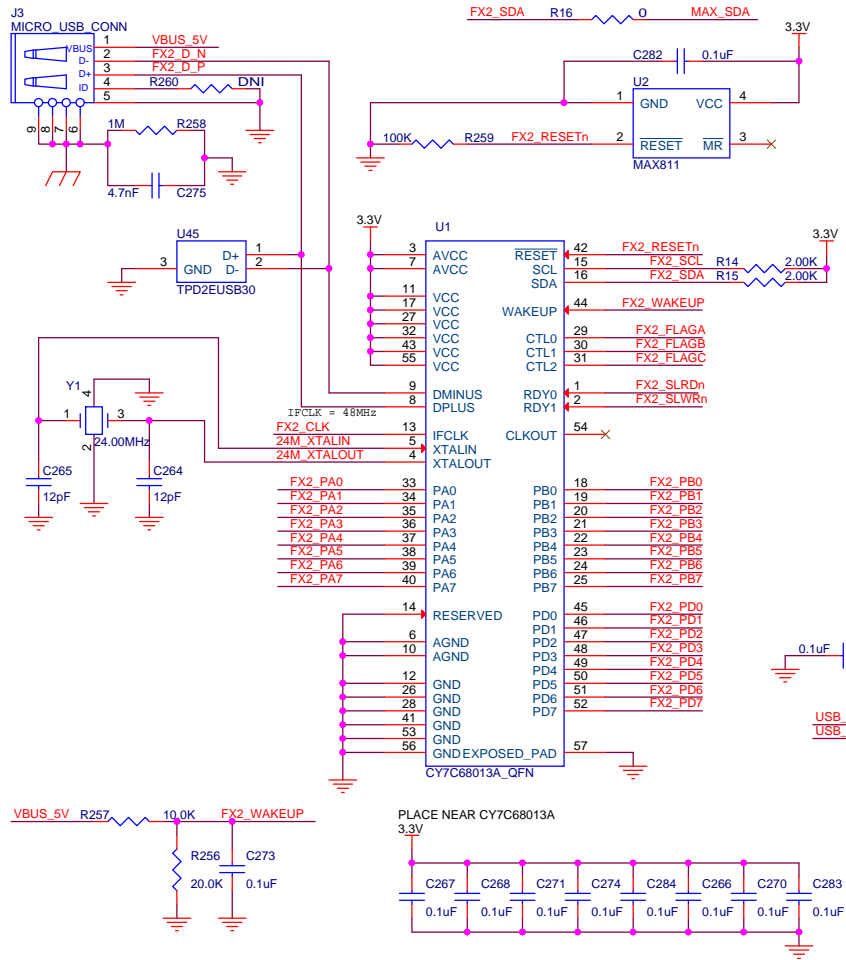 J3
MICRO_USB_CONN
VBUS 1 VBUS_5V
D- 2 FX2_D_N
D+ 3 FX2_D_P
ID 4 R260 DNI
5
9 8 7 6
1M R258
4.7nF C275
FX2_SDA R16 0 MAX_SDA
3.3V
C282 0.1uF
U2
1 GND VCC 4
100K R259 FX2_RESETn 2 RESET MR 3
MAX811
U45
D+ 1
3 GND D- 2
TPD2EUSB30
3.3V U1 3.3V
3 AVCC RESET 42 FX2_RESETn
7 AVCC SCL 15 FX2_SCL R14 2.00K
SDA 16 FX2_SDA R15 2.00K
11 VCC
17 VCC WAKEUP 44 FX2_WAKEUP
27 VCC
32 VCC CTL0 29 FX2_FLAGA
43 VCC CTL1 30 FX2_FLAGB
55 VCC CTL2 31 FX2_FLAGC
9 DMINUS RDY0 1 FX2_SLRDn
8 DPLUS RDY1 2 FX2_SLWRn
IFCLK = 48MHz
FX2_CLK 13 IFCLK CLKOUT 54
24M_XTALIN 5 XTALIN
24M_XTALOUT 4 XTALOUT
Y1
4
1 3
24.00MHz
2
C265 C264
12pF 12pF
FX2_PA0 33 PA0 PB0 18 FX2_PB0
FX2_PA1 34 PA1 PB1 19 FX2_PB1
FX2_PA2 35 PA2 PB2 20 FX2_PB2
FX2_PA3 36 PA3 PB3 21 FX2_PB3
FX2_PA4 37 PA4 PB4 22 FX2_PB4
FX2_PA5 38 PA5 PB5 23 FX2_PB5
FX2_PA6 39 PA6 PB6 24 FX2_PB6
FX2_PA7 40 PA7 PB7 25 FX2_PB7
14 RESERVED PD0 45 FX2_PD0
PD1 46 FX2_PD1
6 AGND PD2 47 FX2_PD2
10 AGND PD3 48 FX2_PD3
PD4 49 FX2_PD4
12 GND PD5 50 FX2_PD5
26 GND PD6 51 FX2_PD6
28 GND PD7 52 FX2_PD7
41 GND
53 GND
56 GND EXPOSED_PAD 57
CY7C68013A_QFN
0.1uF
USB_
USB_
VBUS_5V R257 10.0K FX2_WAKEUP
R256 C273
20.0K 0.1uF
PLACE NEAR CY7C68013A
3.3V
C267 C268 C271 C274 C284 C266 C270 C283
0.1uF 0.1uF 0.1uF 0.1uF 0.1uF 0.1uF 0.1uF 0.1uF